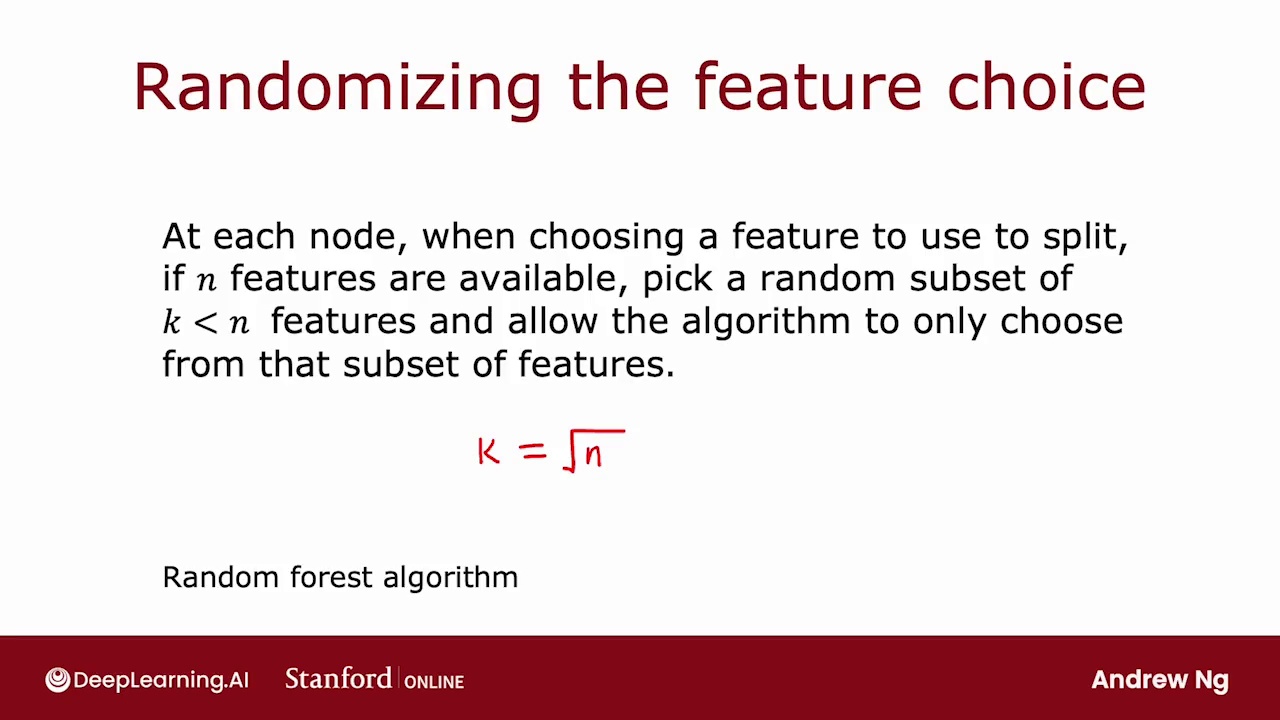 Randomizing the feature choice
At each node, when choosing a feature to use to split,
if n features are available, pick a random subset of
k < n features and allow the algorithm to only choose
from that subset of features.
K = √n
Random forest algorithm
DeepLearning.AI Stanford | ONLINE Andrew Ng